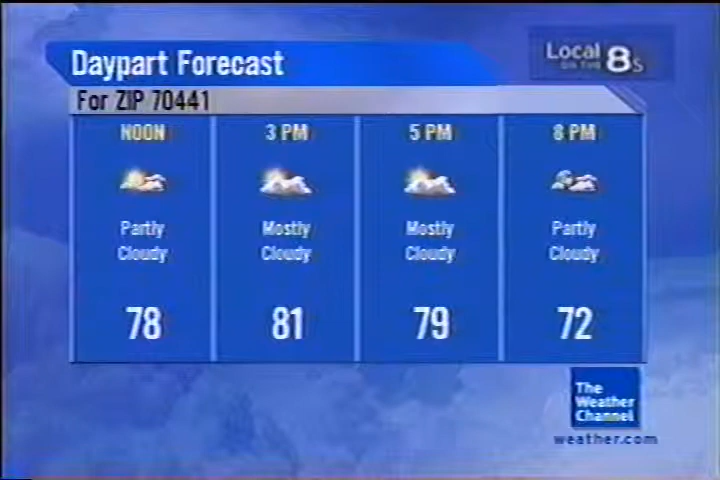 Daypart Forecast
Local
ON THE 8s
For ZIP 70441
NOON
3 PM
5 PM
8 PM
Partly
Cloudy
Mostly
Cloudy
Mostly
Cloudy
Partly
Cloudy
78
81
79
72
The
Weather
Channel
weather.com